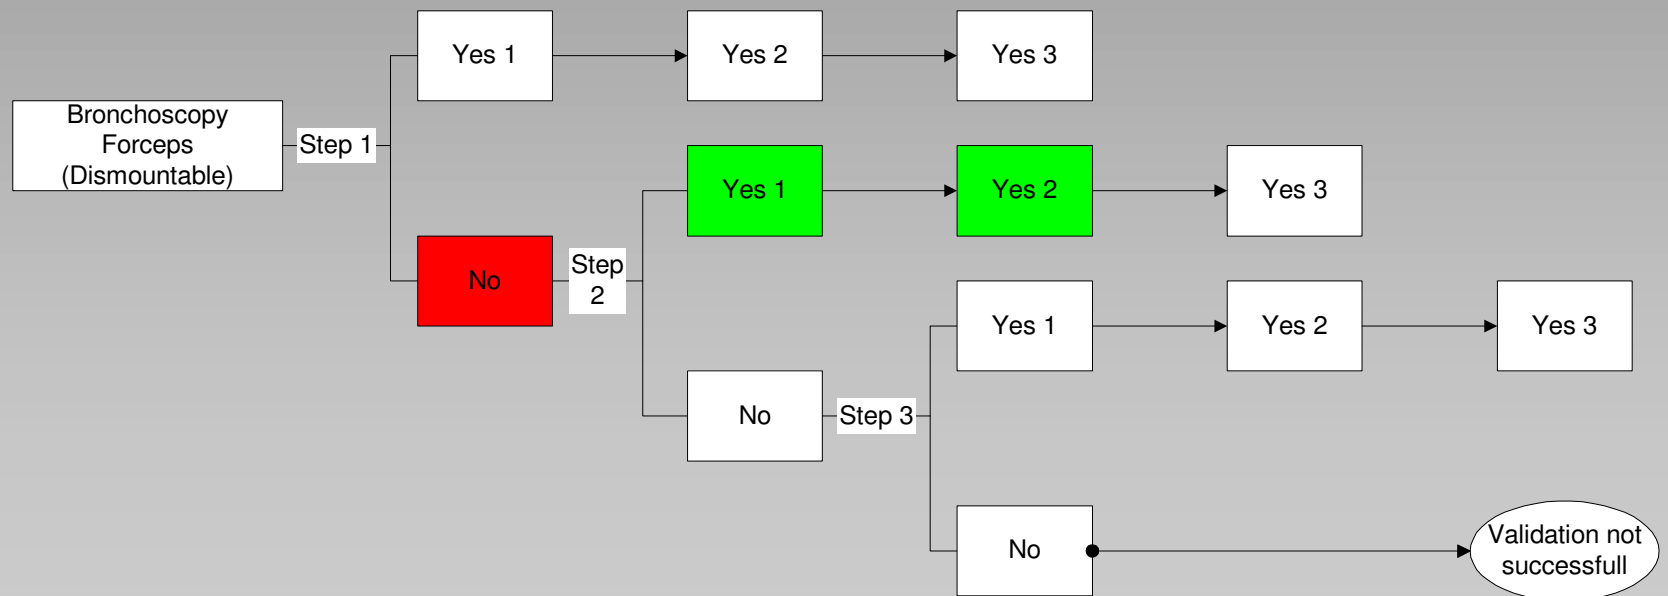 Yes 1
Yes 2
Yes 3
Bronchoscopy
Forceps
(Dismountable)
Step 1
Yes 1
Yes 2
Yes 3
No
Step
2
Yes 1
Yes 2
Yes 3
No
Step 3
No
Validation not
successfull